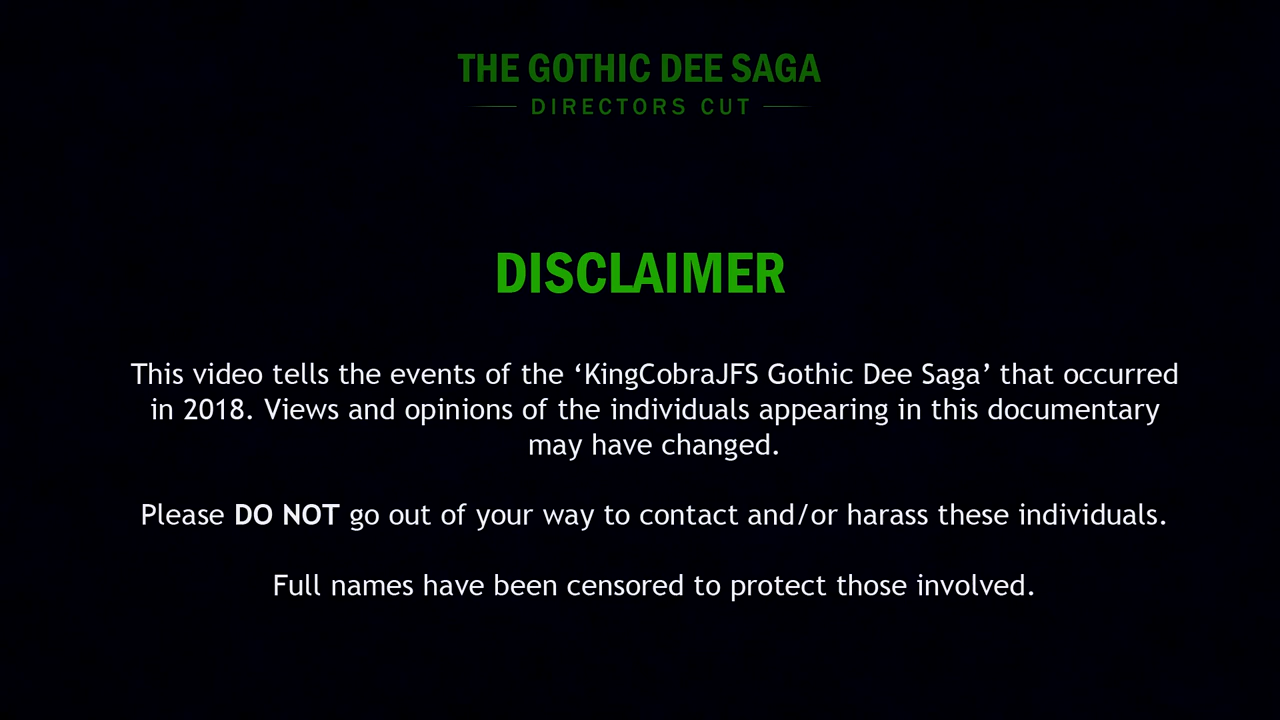 THE GOTHIC DEE SAGA
DIRECTORS CUT
DISCLAIMER
This video tells the events of the ‘KingCobraJFS Gothic Dee Saga’ that occurred
in 2018. Views and opinions of the individuals appearing in this documentary
may have changed.
Please DO NOT go out of your way to contact and/or harass these individuals.
Full names have been censored to protect those involved.